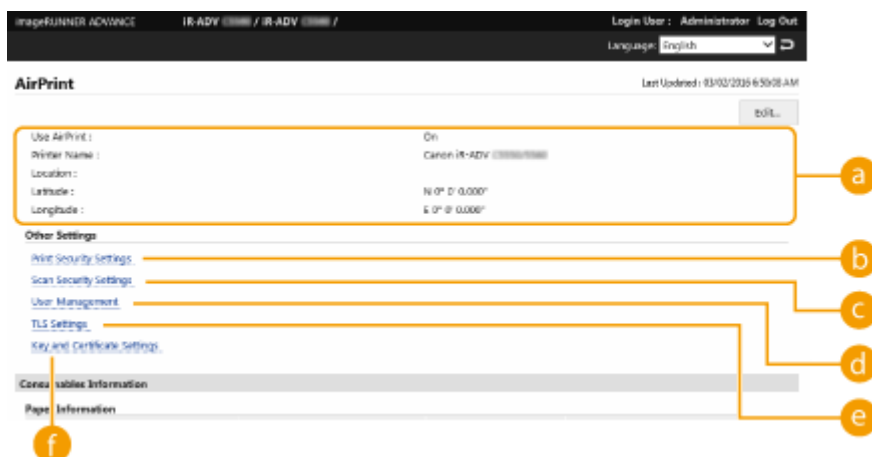 imageRUNNER ADVANCE iR-ADV / iR-ADV / Login User : Administrator Log Out
Language: English
AirPrint Last Updated : 03/02/2016 6:50:08 AM
Edit...
Use AirPrint : On
Printer Name : Canon iR-ADV
Location :
Latitude : N 0° 0' 0.000"
Longitude : E 0° 0' 0.000"
a
Other Settings
Print Security Settings b
Scan Security Settings c
User Management d
TLS Settings e
Key and Certificate Settings f
Consumables Information
Paper Information